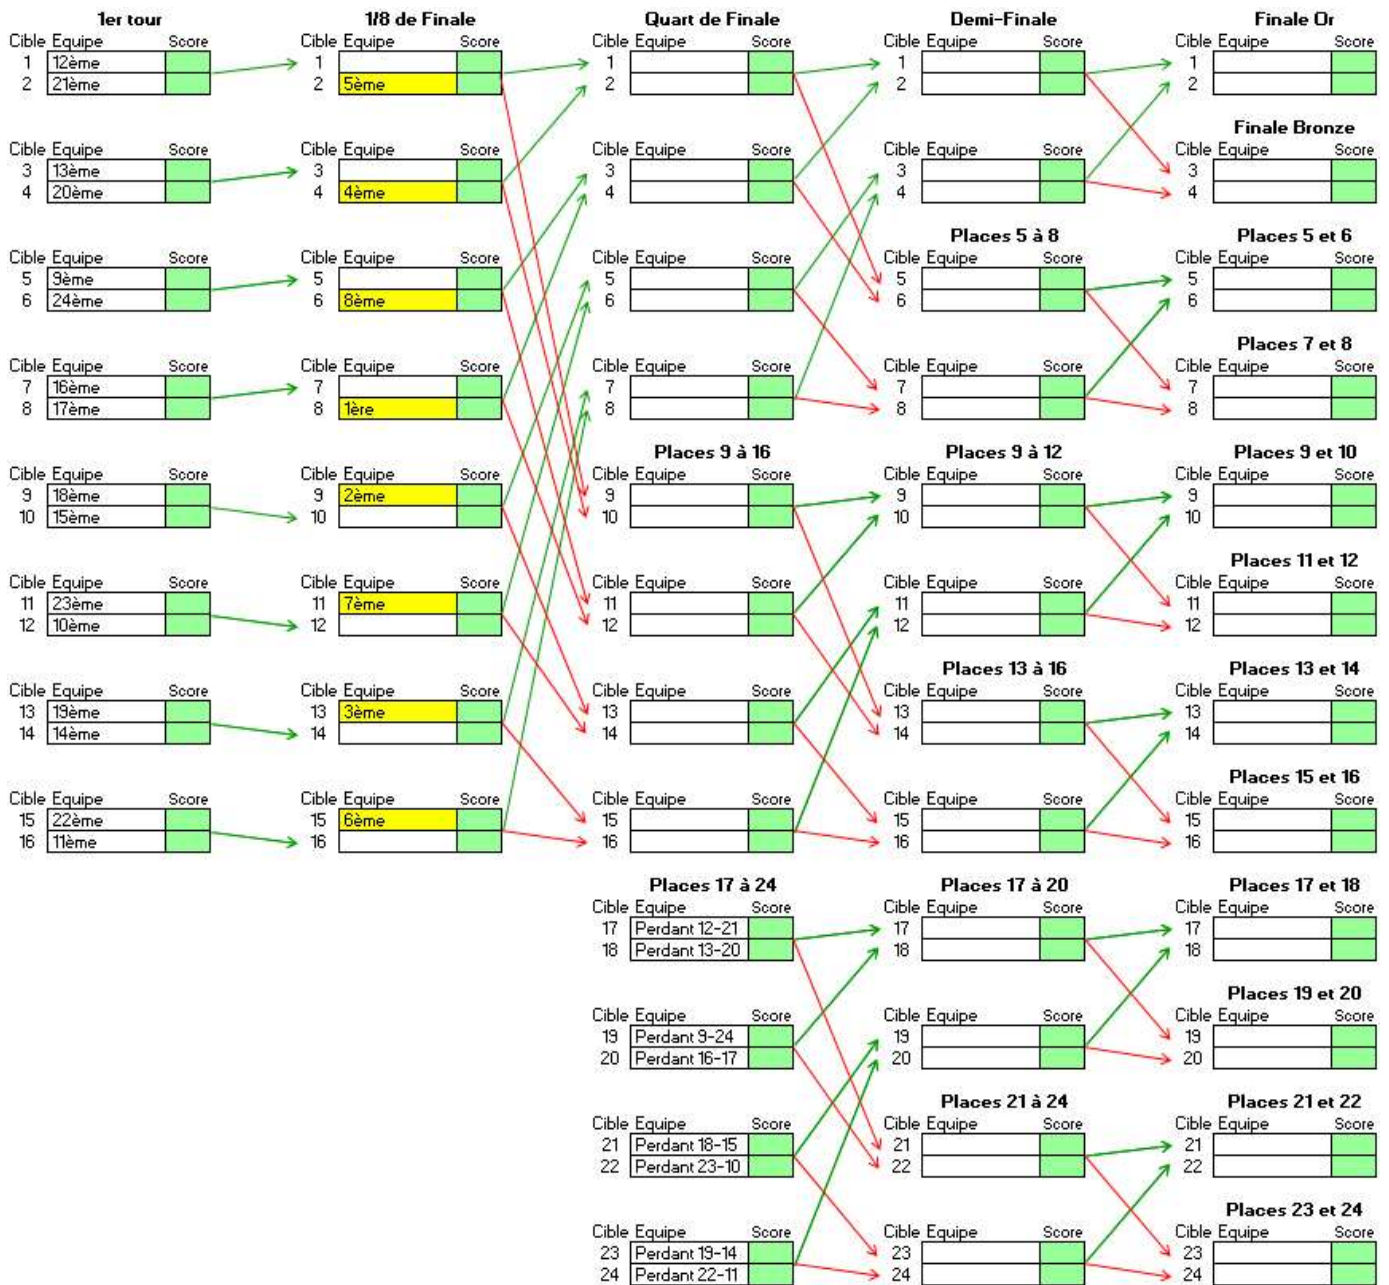 1er tour 1/8 de Finale Quart de Finale Demi-Finale Finale Or
Cible Equipe Score Cible Equipe Score Cible Equipe Score Cible Equipe Score Cible Equipe Score
1 12ème 1 1 1 1
2 21ème 2 5ème 2 2 2
Finale Bronze
Cible Equipe Score Cible Equipe Score Cible Equipe Score Cible Equipe Score Cible Equipe Score
3 13ème 3 3 3 3
4 20ème 4 4ème 4 4 4
Places 5 à 8 Places 5 et 6
Cible Equipe Score Cible Equipe Score Cible Equipe Score Cible Equipe Score Cible Equipe Score
5 9ème 5 5 5 5
6 24ème 6 8ème 6 6 6
Places 7 et 8
Cible Equipe Score Cible Equipe Score Cible Equipe Score Cible Equipe Score Cible Equipe Score
7 16ème 7 7 7 7
8 17ème 8 1ère 8 8 8
Places 9 à 16 Places 9 à 12 Places 9 et 10
Cible Equipe Score Cible Equipe Score Cible Equipe Score Cible Equipe Score Cible Equipe Score
9 18ème 9 2ème 9 9 9
10 15ème 10 10 10 10
Places 11 et 12
Cible Equipe Score Cible Equipe Score Cible Equipe Score Cible Equipe Score Cible Equipe Score
11 23ème 11 7ème 11 11 11
12 10ème 12 12 12 12
Places 13 à 16 Places 13 et 14
Cible Equipe Score Cible Equipe Score Cible Equipe Score Cible Equipe Score Cible Equipe Score
13 19ème 13 3ème 13 13 13
14 14ème 14 14 14 14
Places 15 et 16
Cible Equipe Score Cible Equipe Score Cible Equipe Score Cible Equipe Score Cible Equipe Score
15 22ème 15 6ème 15 15 15
16 11ème 16 16 16 16
Places 17 à 24 Places 17 à 20 Places 17 et 18
Cible Equipe Score Cible Equipe Score Cible Equipe Score
17 Perdant 12-21 17 17
18 Perdant 13-20 18 18
Places 19 et 20
Cible Equipe Score Cible Equipe Score Cible Equipe Score
19 Perdant 9-24 19 19
20 Perdant 16-17 20 20
Places 21 à 24 Places 21 et 22
Cible Equipe Score Cible Equipe Score Cible Equipe Score
21 Perdant 18-15 21 21
22 Perdant 23-10 22 22
Places 23 et 24
Cible Equipe Score Cible Equipe Score Cible Equipe Score
23 Perdant 19-14 23 23
24 Perdant 22-11 24 24